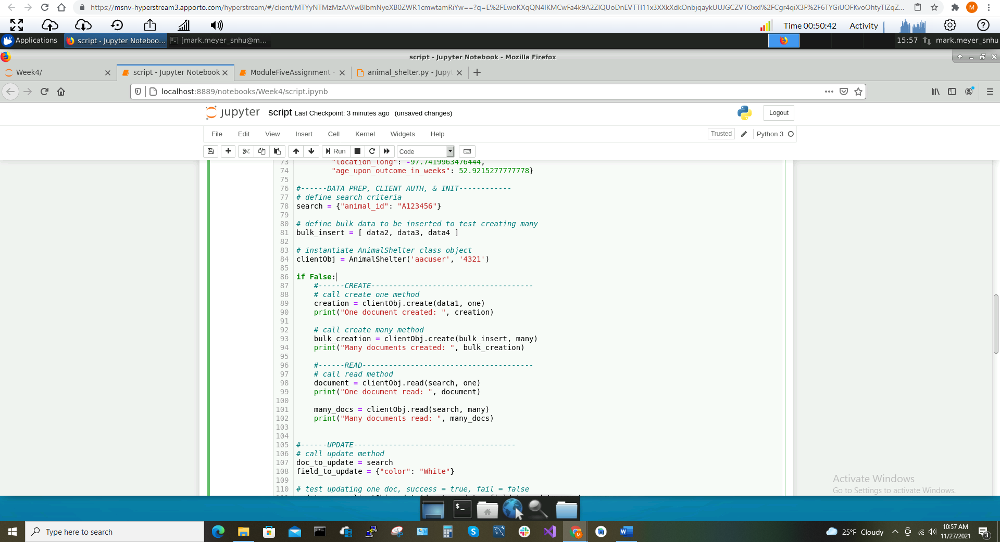 https://msnv-hyperstream3.apporto.com/hyperstream/#/client/
Time 00:50:42 Activity
Applications script - Jupyter Noteboo... [mark.meyer_snhu@m... 15:57 mark.meyer_snhu
script - Jupyter Notebook - Mozilla Firefox
Week4/ script - Jupyter Notebook ModuleFiveAssignment - animal_shelter.py - Jupyt
localhost:8889/notebooks/Week4/script.ipynb
jupyter script Last Checkpoint: 3 minutes ago (unsaved changes) Logout
File Edit View Insert Cell Kernel Widgets Help Trusted Python 3
Run Code
73 "location_long": -97.7419963476444,
74 "age_upon_outcome_in_weeks": 52.9215277777778}
75
76 #------DATA PREP, CLIENT AUTH, & INIT------------
77 # define search criteria
78 search = {"animal_id": "A123456"}
79
80 # define bulk data to be inserted to test creating many
81 bulk_insert = [ data2, data3, data4 ]
82
83 # instantiate AnimalShelter class object
84 clientObj = AnimalShelter('aacuser', '4321')
85
86 if False:
87 #------CREATE-------------------------------------
88 # call create one method
89 creation = clientObj.create(data1, one)
90 print("One document created: ", creation)
91
92 # call create many method
93 bulk_creation = clientObj.create(bulk_insert, many)
94 print("Many documents created: ", bulk_creation)
95
96 #------READ---------------------------------------
97 # call read method
98 document = clientObj.read(search, one)
99 print("One document read: ", document)
100
101 many_docs = clientObj.read(search, many)
102 print("Many documents read: ", many_docs)
103
104
105 #------UPDATE-------------------------------------
106 # call update method
107 doc_to_update = search
108 field_to_update = {"color": "White"}
109
110 # test updating one doc, success = true, fail = false
Activate Windows
Go to Settings to activate Windows.
Type here to search
25°F Cloudy
10:57 AM
11/27/2021
3